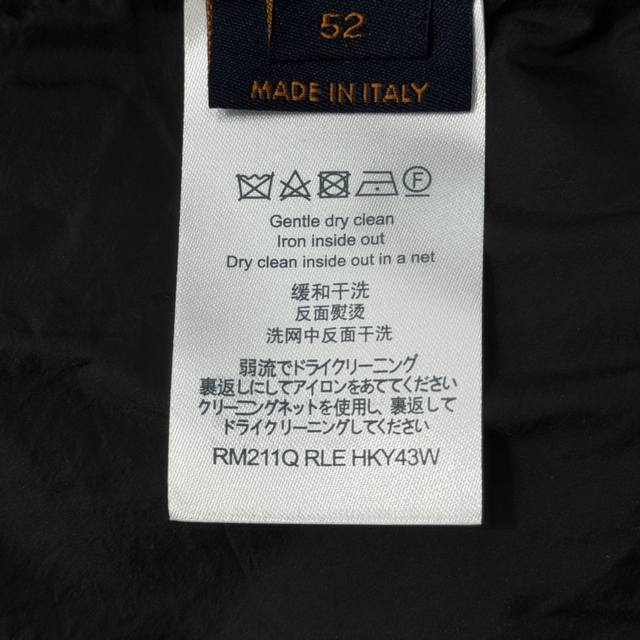 52
MADE IN ITALY
F
Gentle dry clean
Iron inside out
Dry clean inside out in a net
缓和干洗
反面熨烫
洗网中反面干洗
弱流でドライクリーニング
裏返しにしてアイロンをあててください
クリーニングネットを使用し、裏返して
ドライクリーニングしてください
RM211Q RLE HKY43W